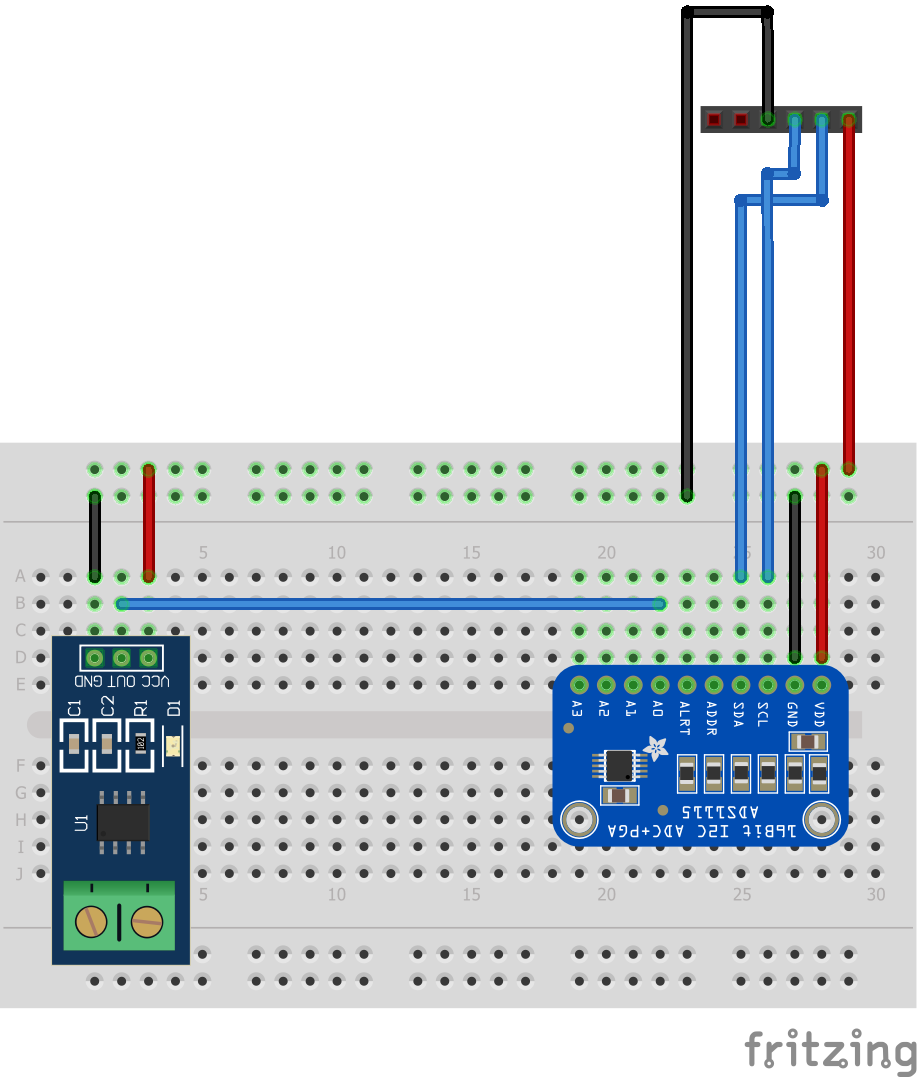 5 10 15 20 25 30
A
B
C
D
E
VCC OUT GND
C1 C2 R1 D1
A3 A2 A1 A0 ALRT ADDR SDA SCL GND VDD
F
G
H
I
J
102
U1
ADS1115
16Bit I2C ADC+PGA
5 10 15 20 25 30
fritzing